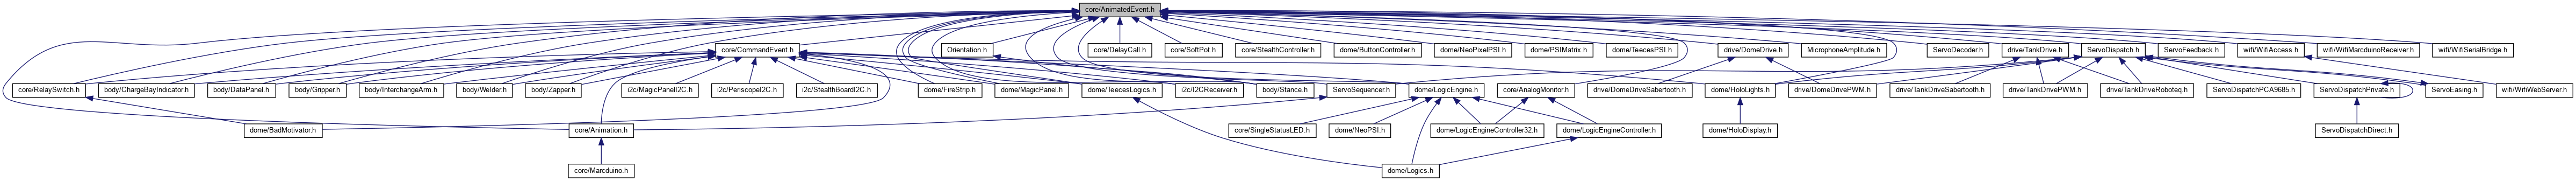 core/AnimatedEvent.h
core/CommandEvent.h
Orientation.h
core/DelayCall.h
core/SoftPot.h
core/StealthController.h
dome/ButtonController.h
dome/NeoPixelPSI.h
dome/PSIMatrix.h
dome/TeecesPSI.h
drive/DomeDrive.h
MicrophoneAmplitude.h
ServoDecoder.h
drive/TankDrive.h
ServoDispatch.h
ServoFeedback.h
wifi/WifiAccess.h
wifi/WifiMarcduinoReceiver.h
wifi/WifiSerialBridge.h
core/RelaySwitch.h
body/ChargeBayIndicator.h
body/DataPanel.h
body/Gripper.h
body/InterchangeArm.h
body/Welder.h
body/Zapper.h
i2c/MagicPanelI2C.h
i2c/PeriscopeI2C.h
i2c/StealthBoardI2C.h
dome/FireStrip.h
dome/MagicPanel.h
dome/TeecesLogics.h
i2c/I2CReceiver.h
body/Stance.h
ServoSequencer.h
dome/LogicEngine.h
core/AnalogMonitor.h
drive/DomeDriveSabertooth.h
dome/HoloLights.h
drive/DomeDrivePWM.h
drive/TankDriveSabertooth.h
drive/TankDrivePWM.h
drive/TankDriveRoboteq.h
ServoDispatchPCA9685.h
ServoDispatchPrivate.h
ServoEasing.h
wifi/WifiWebServer.h
dome/BadMotivator.h
core/Animation.h
core/SingleStatusLED.h
dome/NeoPSI.h
dome/LogicEngineController32.h
dome/LogicEngineController.h
dome/HoloDisplay.h
ServoDispatchDirect.h
core/Marcduino.h
dome/Logics.h